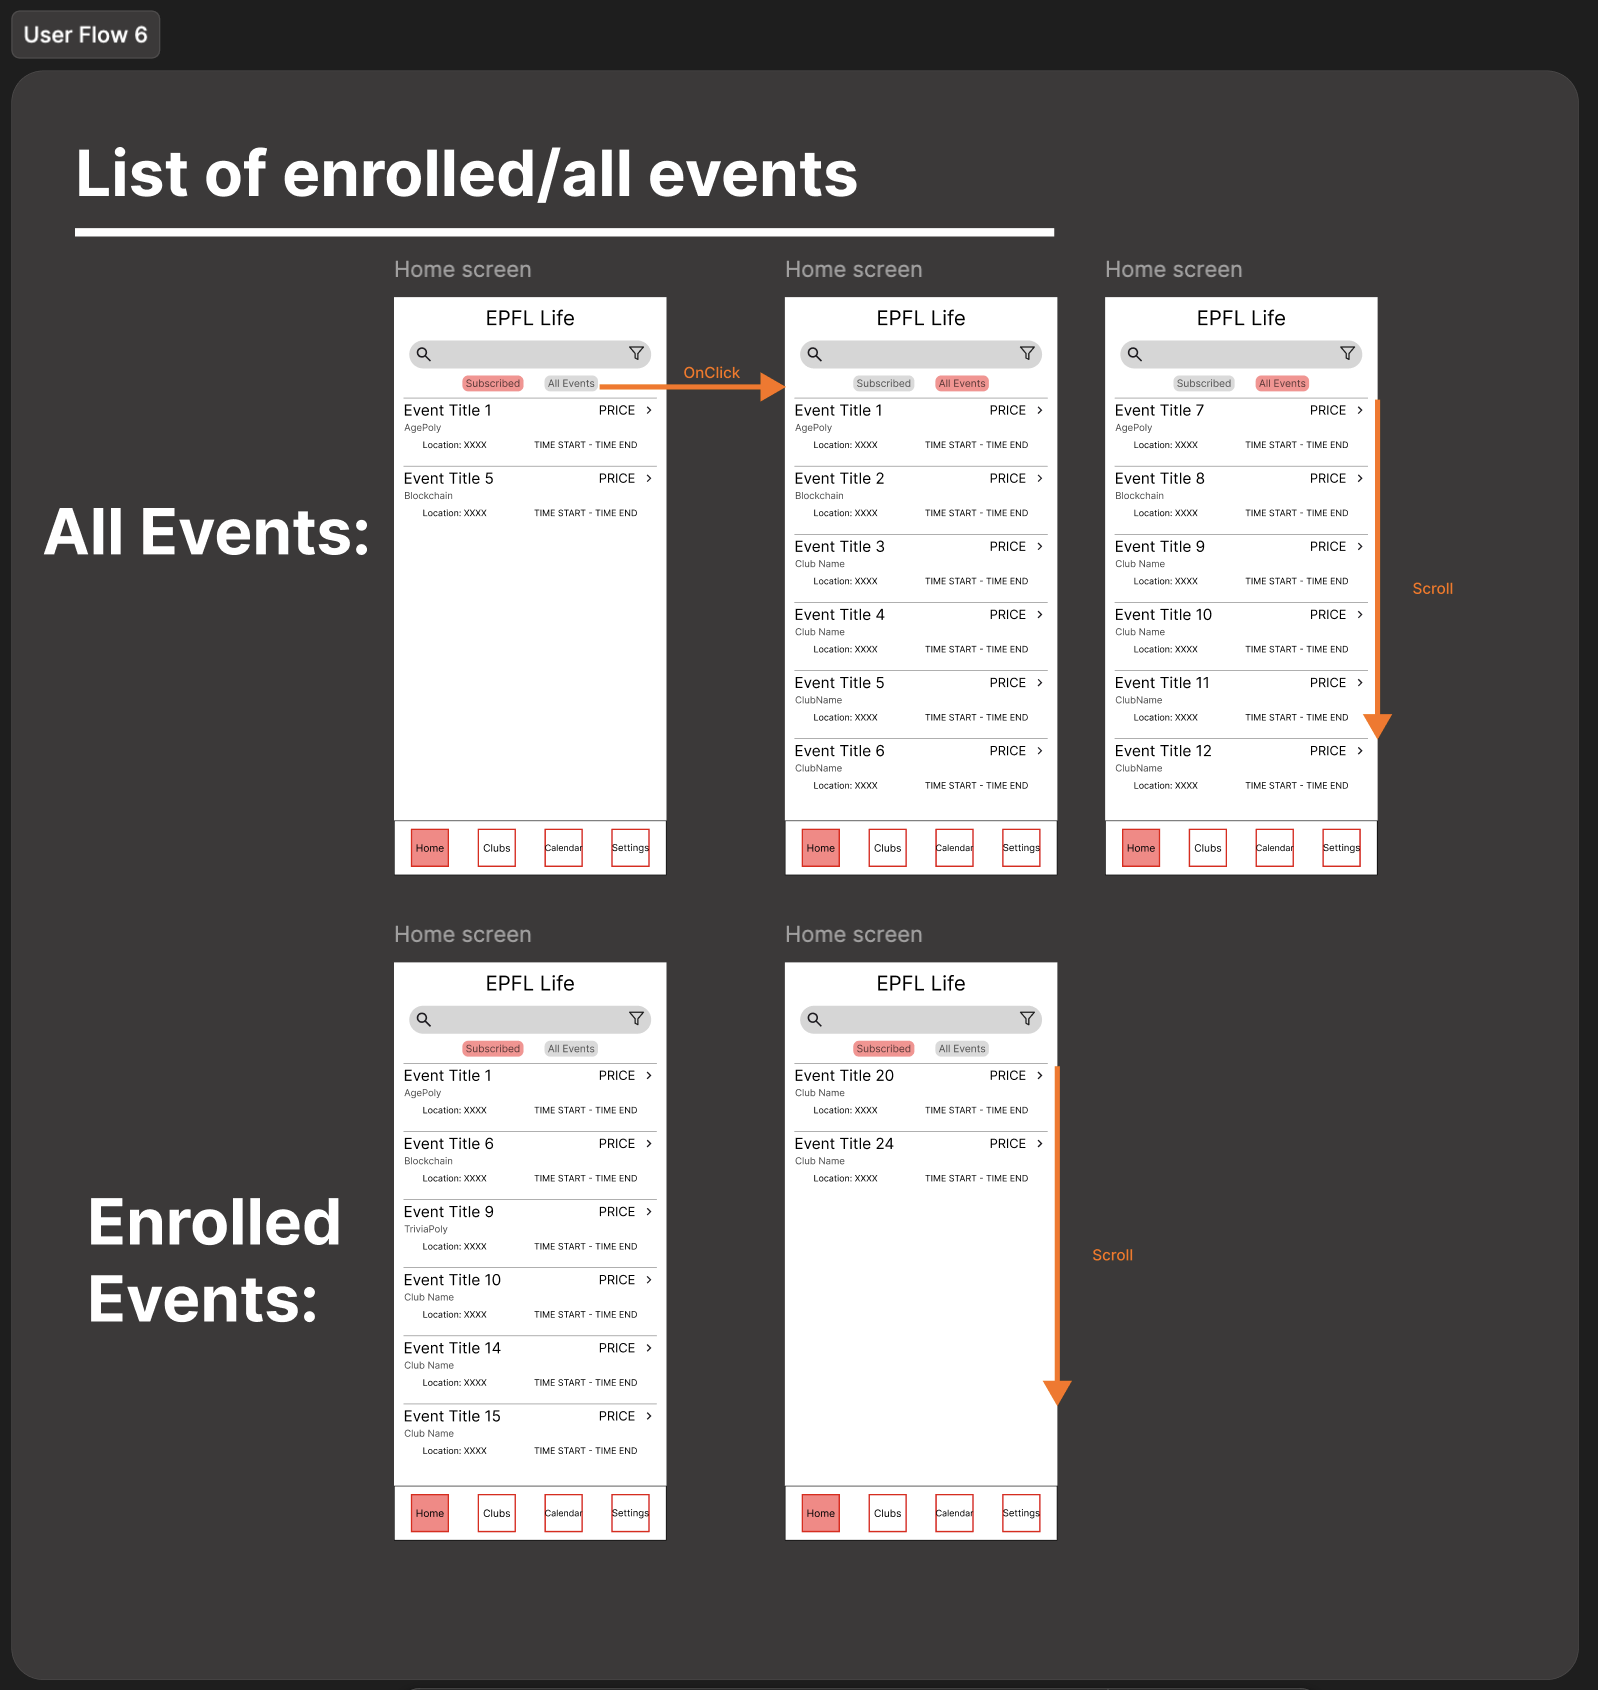 User Flow 6
List of enrolled/all events
Home screen
EPFL Life
Subscribed
All Events
Event Title 1
PRICE
AgePoly
Location: XXXX
TIME START - TIME END
Event Title 5
PRICE
Blockchain
Location: XXXX
TIME START - TIME END
Home
Clubs
Calendar
Settings
OnClick
Home screen
EPFL Life
Subscribed
All Events
Event Title 1
PRICE
AgePoly
Location: XXXX
TIME START - TIME END
Event Title 2
PRICE
Blockchain
Location: XXXX
TIME START - TIME END
Event Title 3
PRICE
Club Name
Location: XXXX
TIME START - TIME END
Event Title 4
PRICE
Club Name
Location: XXXX
TIME START - TIME END
Event Title 5
PRICE
ClubName
Location: XXXX
TIME START - TIME END
Event Title 6
PRICE
ClubName
Location: XXXX
TIME START - TIME END
Home
Clubs
Calendar
Settings
Home screen
EPFL Life
Subscribed
All Events
Event Title 7
PRICE
AgePoly
Location: XXXX
TIME START - TIME END
Event Title 8
PRICE
Blockchain
Location: XXXX
TIME START - TIME END
Event Title 9
PRICE
Club Name
Location: XXXX
TIME START - TIME END
Event Title 10
PRICE
Club Name
Location: XXXX
TIME START - TIME END
Event Title 11
PRICE
ClubName
Location: XXXX
TIME START - TIME END
Event Title 12
PRICE
ClubName
Location: XXXX
TIME START - TIME END
Home
Clubs
Calendar
Settings
Scroll
All Events:
Home screen
EPFL Life
Subscribed
All Events
Event Title 1
PRICE
AgePoly
Location: XXXX
TIME START - TIME END
Event Title 6
PRICE
Blockchain
Location: XXXX
TIME START - TIME END
Event Title 9
PRICE
TriviaPoly
Location: XXXX
TIME START - TIME END
Event Title 10
PRICE
Club Name
Location: XXXX
TIME START - TIME END
Event Title 14
PRICE
Club Name
Location: XXXX
TIME START - TIME END
Event Title 15
PRICE
Club Name
Location: XXXX
TIME START - TIME END
Home
Clubs
Calendar
Settings
Home screen
EPFL Life
Subscribed
All Events
Event Title 20
PRICE
Club Name
Location: XXXX
TIME START - TIME END
Event Title 24
PRICE
Club Name
Location: XXXX
TIME START - TIME END
Home
Clubs
Calendar
Settings
Scroll
Enrolled
Events: